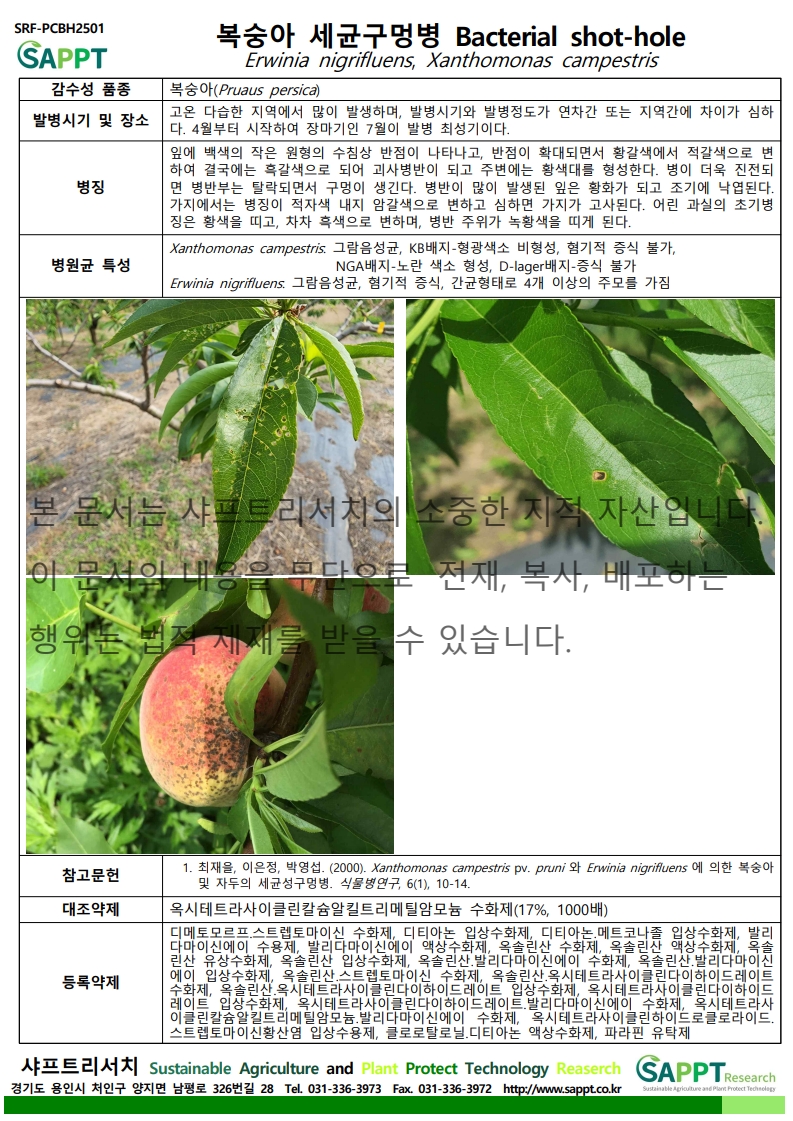 SRF-PCBH2501
SAPPT
복숭아 세균구멍병 Bacterial shot-hole
Erwinia nigrifluens, Xanthomonas campestris
감수성 품종
복숭아(Pruaus persica)
발병시기 및 장소
고온 다습한 지역에서 많이 발생하며, 발병시기와 발병정도가 연차간 또는 지역간에 차이가 심하
다. 4월부터 시작하여 장마기인 7월이 발병 최성기이다.
병징
잎에 백색의 작은 원형의 수침상 반점이 나타나고, 반점이 확대되면서 황갈색에서 적갈색으로 변
하여 결국에는 흑갈색으로 되어 괴사병반이 되고 주변에는 황색대를 형성한다. 병이 더욱 진전되
면 병반부는 탈락되면서 구멍이 생긴다. 병반이 많이 발생된 잎은 황화가 되고 조기에 낙엽된다.
가지에서는 병징이 적자색 내지 암갈색으로 변하고 심하면 가지가 고사된다. 어린 과실의 초기병
징은 황색을 띠고, 차차 흑색으로 변하며, 병반 주위가 녹황색을 띠게 된다.
병원균 특성
Xanthomonas campestris: 그람음성균, KB배지-형광색소 비형성, 혐기적 증식 불가,
NGA배지-노란 색소 형성, D-lager배지-증식 불가
Erwinia nigrifluens: 그람음성균, 혐기적 증식, 간균형태로 4개 이상의 주모를 가짐
본 문서는 샤프트리서치의 소중한 지적 자산입니다.
이 문서의 내용을 무단으로 전재, 복사, 배포하는
행위는 법적 제재를 받을 수 있습니다.
참고문헌
1. 최재을, 이은정, 박영섭. (2000). Xanthomonas campestris pv. pruni 와 Erwinia nigrifluens 에 의한 복숭아
및 자두의 세균성구멍병. 식물병연구, 6(1), 10-14.
대조약제
옥시테트라사이클린칼슘알킬트리메틸암모늄 수화제(17%, 1000배)
등록약제
디메토모르프.스트렙토마이신 수화제, 디티아논 입상수화제, 디티아논.메트코나졸 입상수화제, 발리
다마이신에이 수용제, 발리다마이신에이 액상수화제, 옥솔린산 수화제, 옥솔린산 액상수화제, 옥솔
린산 유상수화제, 옥솔린산 입상수화제, 옥솔린산.발리다마이신에이 수화제, 옥솔린산.발리다마이신
에이 입상수화제, 옥솔린산.스트렙토마이신 수화제, 옥솔린산.옥시테트라사이클린다이하이드레이트
수화제, 옥솔린산.옥시테트라사이클린다이하이드레이트 입상수화제, 옥시테트라사이클린다이하이드
레이트 입상수화제, 옥시테트라사이클린다이하이드레이트.발리다마이신에이 수화제, 옥시테트라사
이클린칼슘알킬트리메틸암모늄.발리다마이신에이 수화제, 옥시테트라사이클린하이드로클로라이드.
스트렙토마이신황산염 입상수용제, 클로로탈로닐.디티아논 액상수화제, 파라핀 유탁제
샤프트리서치 Sustainable Agriculture and Plant Protect Technology Reaserch
경기도 용인시 처인구 양지면 남평로 326번길 28 Tel. 031-336-3973 Fax. 031-336-3972 http://www.sappt.co.kr
SAPPT Research
Sustainable Agriculture and Plant Protect Technology